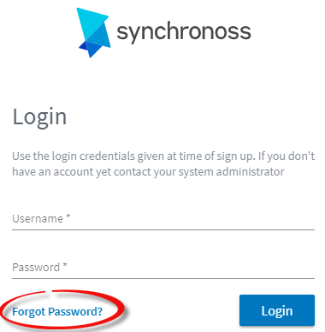 synchronoss
Login
Use the login credentials given at time of sign up. If you don't
have an account yet contact your system administrator
Username *
Password *
Forgot Password?
Login